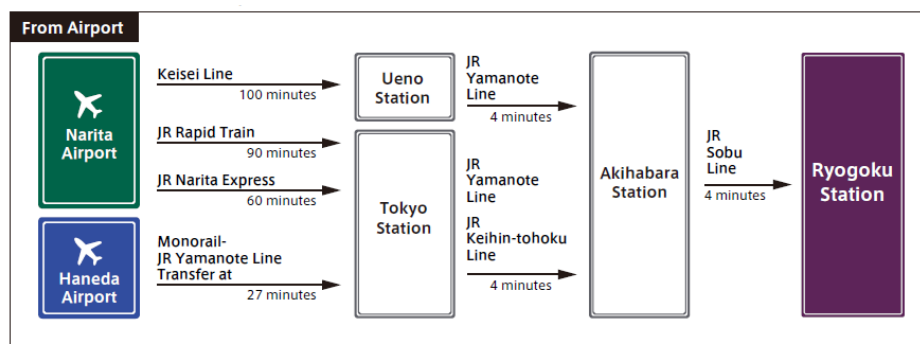 From Airport
Narita
Airport
Keisei Line
100 minutes
JR Rapid Train
90 minutes
JR Narita Express
60 minutes
Haneda
Airport
Monorail-
JR Yamanote Line
Transfer at
27 minutes
Ueno
Station
Tokyo
Station
JR
Yamanote
Line
4 minutes
JR
Yamanote
Line
JR
Keihin-tohoku
Line
4 minutes
Akihabara
Station
JR
Sobu
Line
4 minutes
Ryogoku
Station